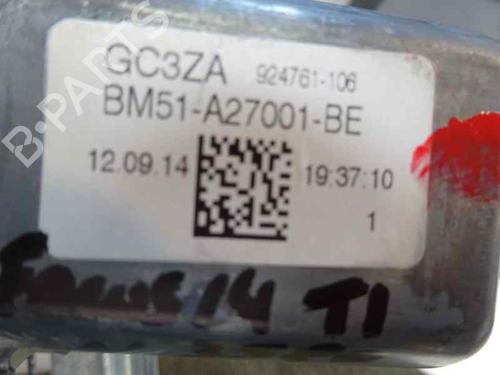 B-PARTS
GC3ZA 924761-106
BM51-A27001-BE
12.09.14 19:37:10
1
Focus 14 TI